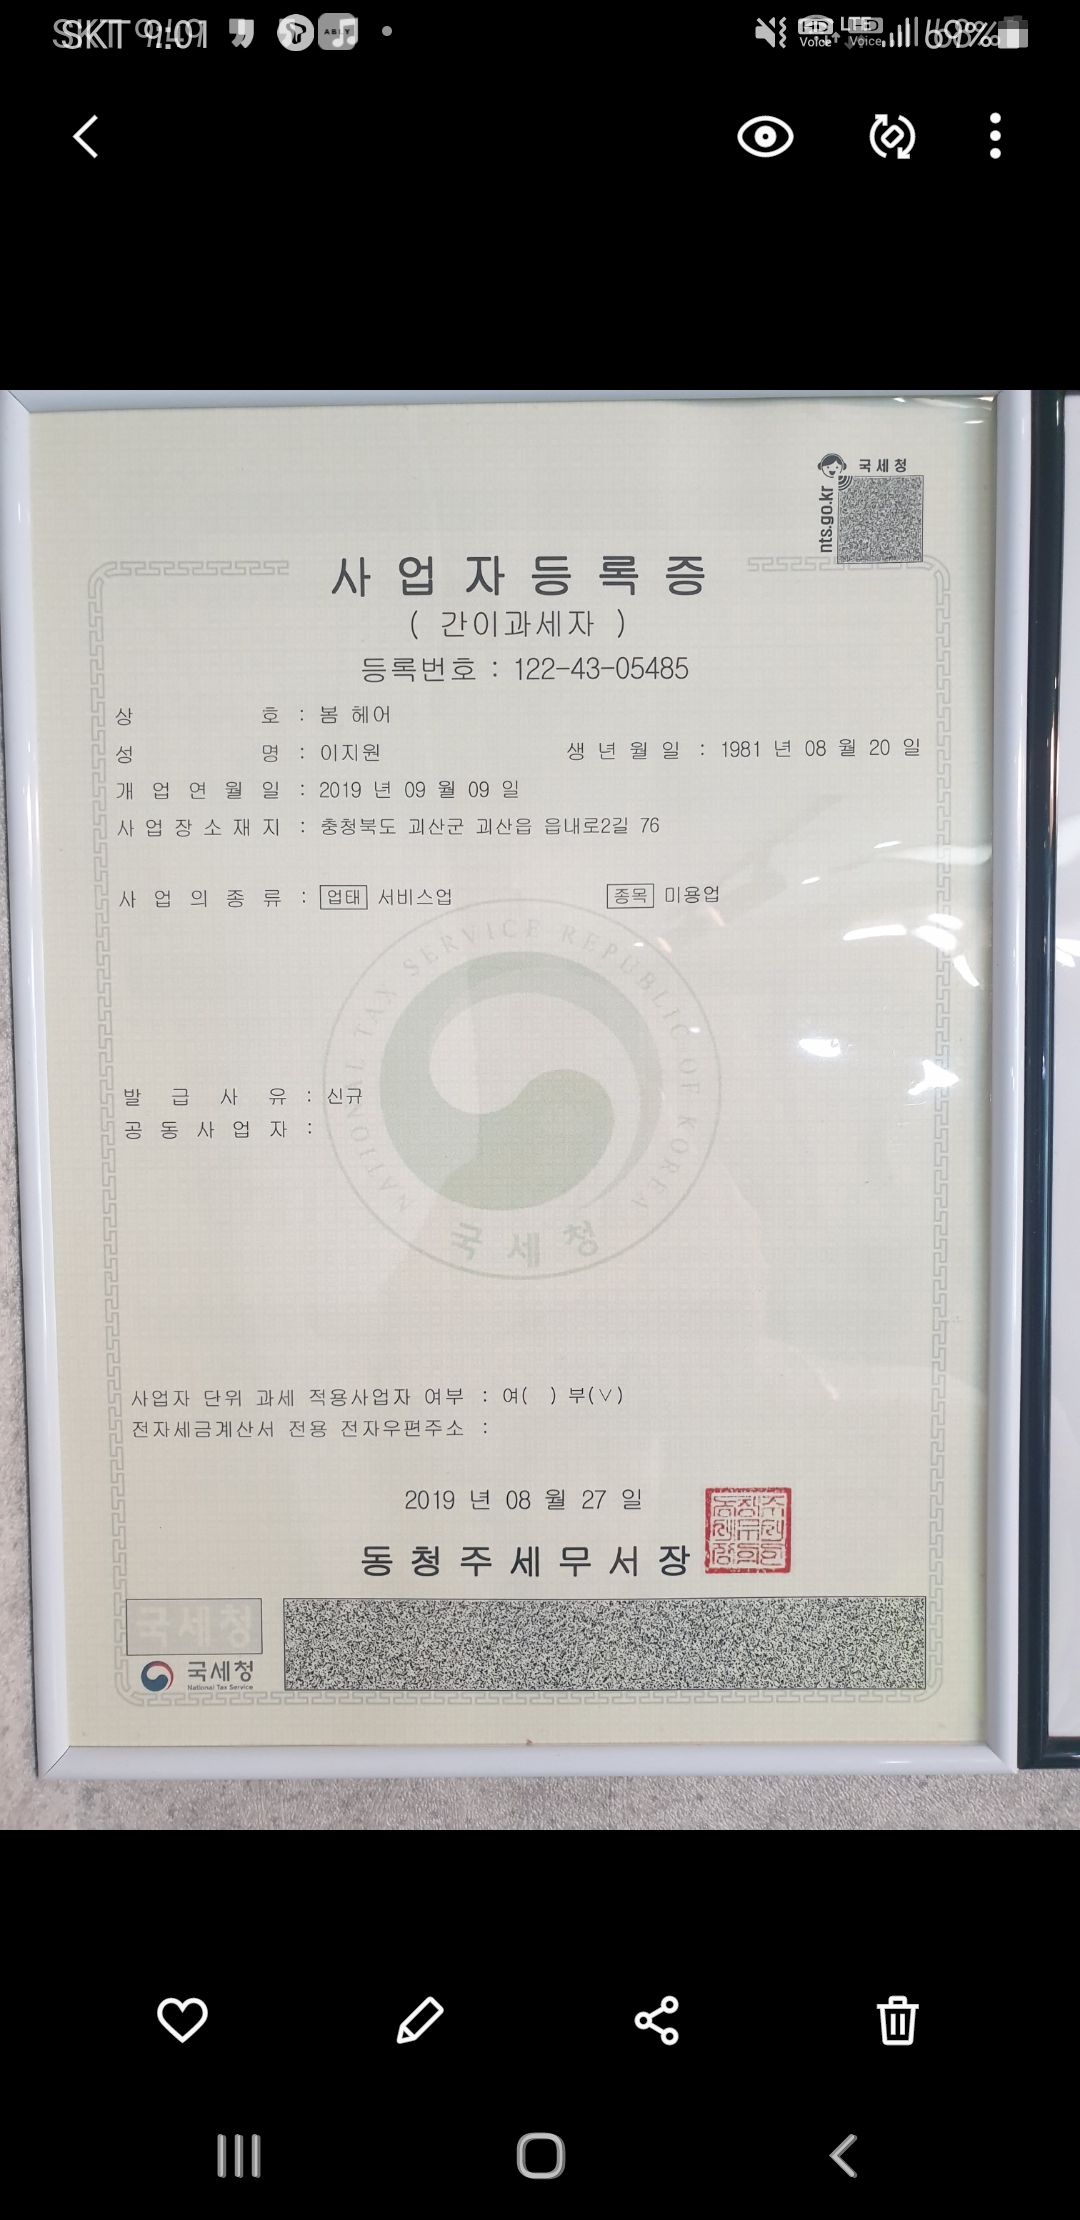 SKT
국세청
nts.go.kr
사업자등록증
( 간이과세자 )
등록번호 : 122-43-05485
상 호 : 봄 헤어
성 명 : 이지원 생 년 월 일 : 1981 년 08 월 20 일
개 업 연 월 일 : 2019 년 09 월 09 일
사 업 장 소 재 지 : 충청북도 괴산군 괴산읍 읍내로2길 76
사 업 의 종 류 : 업태 서비스업 종목 미용업
NATIONAL TAX SERVICE REPUBLIC OF KOREA
발 급 사 유 : 신규
공 동 사 업 자 :
국세청
사업자 단위 과세 적용사업자 여부 : 여( ) 부(∨)
전자세금계산서 전용 전자우편주소 :
2019 년 08 월 27 일
동청주세무서장
국세청
국세청
National Tax Service